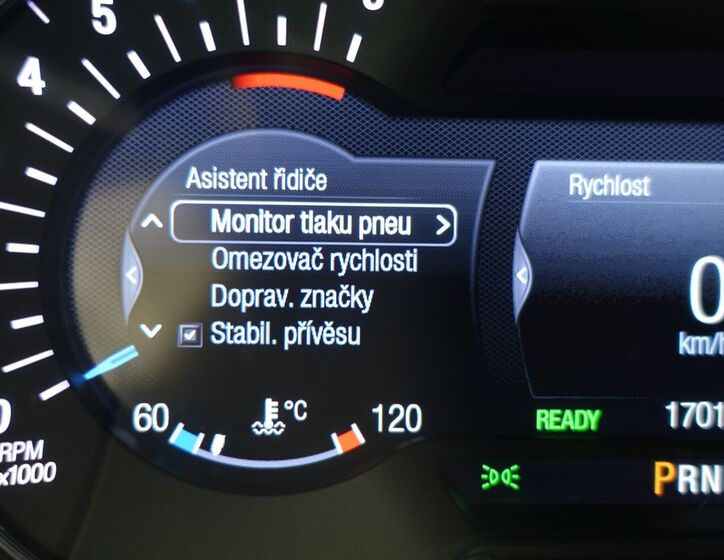 5
4
Asistent řidiče
Rychlost
Monitor tlaku pneu
Omezovač rychlosti
Doprav. značky
Stabil. přívěsu
0
km/h
60
°C
120
READY
1701
0
RPM
x1000
PRN